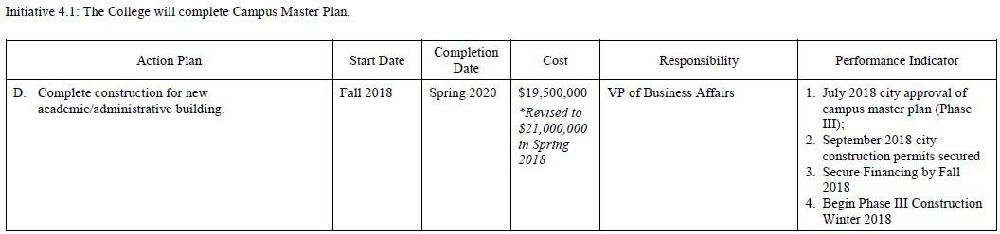 Initiative 4.1: The College will complete Campus Master Plan.
Action Plan
Start Date
Completion
Date
Cost
Responsibility
Performance Indicator
D. Complete construction for new
academic/administrative building.
Fall 2018
Spring 2020
$19,500,000
*Revised to
$21,000,000
in Spring
2018
VP of Business Affairs
1. July 2018 city approval of
campus master plan (Phase
III);
2. September 2018 city
construction permits secured
3. Secure Financing by Fall
2018
4. Begin Phase III Construction
Winter 2018